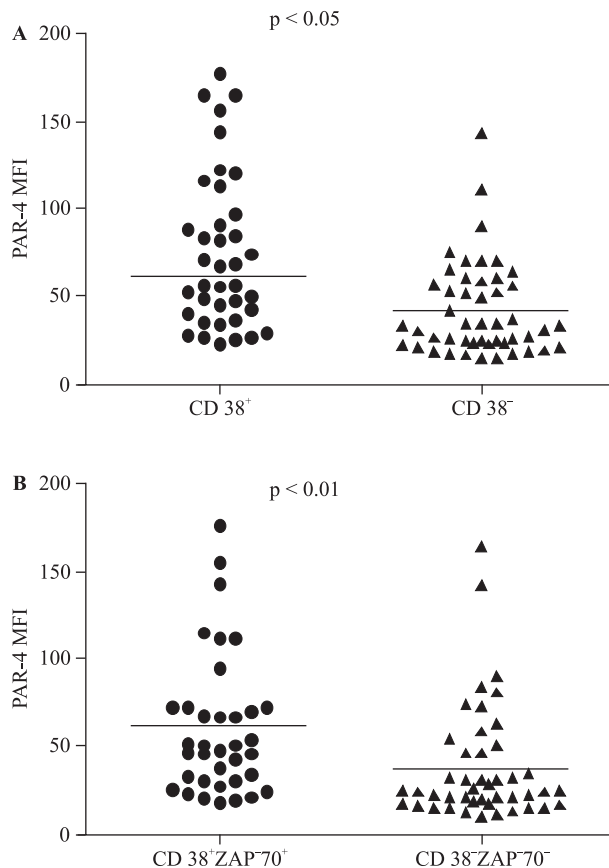 A
p < 0.05
200
150
100
50
0
PAR-4 MFI
CD 38⁺
CD 38⁻
B
p < 0.01
200
150
100
50
0
PAR-4 MFI
CD 38⁺ZAP⁻70⁺
CD 38⁻ZAP⁻70⁻